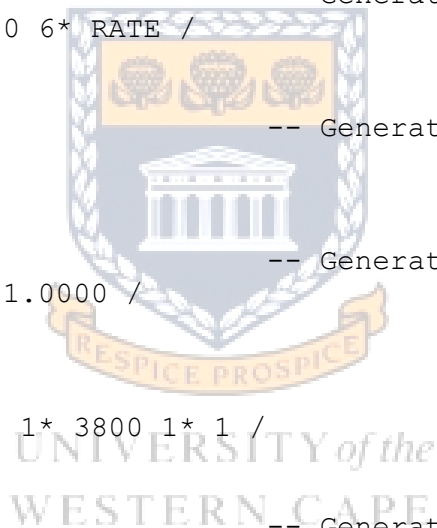 -- Generat
0 6* RATE /
-- Generat
-- Generat
1.0000 /
RESPICE PROSPICE
1* 3800 1* 1 /
UNIVERSITY of the
WESTERN CAPE
-- Generat